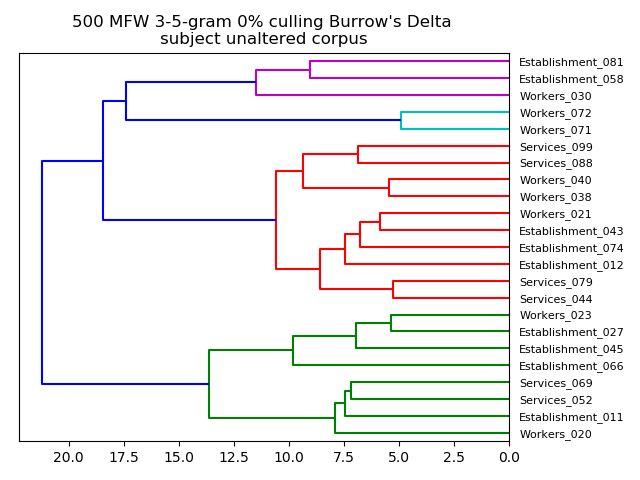 500 MFW 3-5-gram 0% culling Burrow's Delta
subject unaltered corpus
Establishment_081
Establishment_058
Workers_030
Workers_072
Workers_071
Services_099
Services_088
Workers_040
Workers_038
Workers_021
Establishment_043
Establishment_074
Establishment_012
Services_079
Services_044
Workers_023
Establishment_027
Establishment_045
Establishment_066
Services_069
Services_052
Establishment_011
Workers_020
20.0 17.5 15.0 12.5 10.0 7.5 5.0 2.5 0.0